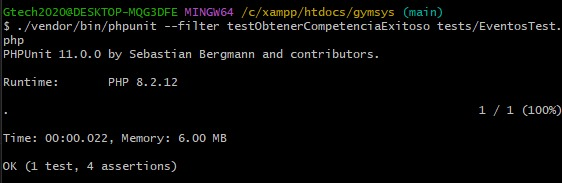 Gtech2020@DESKTOP-MQG3DFE MINGW64 /c/xampp/htdocs/gymsys (main)
$ ./vendor/bin/phpunit --filter testObtenerCompetenciaExitoso tests/EventosTest.
php
PHPUnit 11.0.0 by Sebastian Bergmann and contributors.
Runtime:       PHP 8.2.12
.                                                                   1 / 1 (100%)
Time: 00:00.022, Memory: 6.00 MB
OK (1 test, 4 assertions)